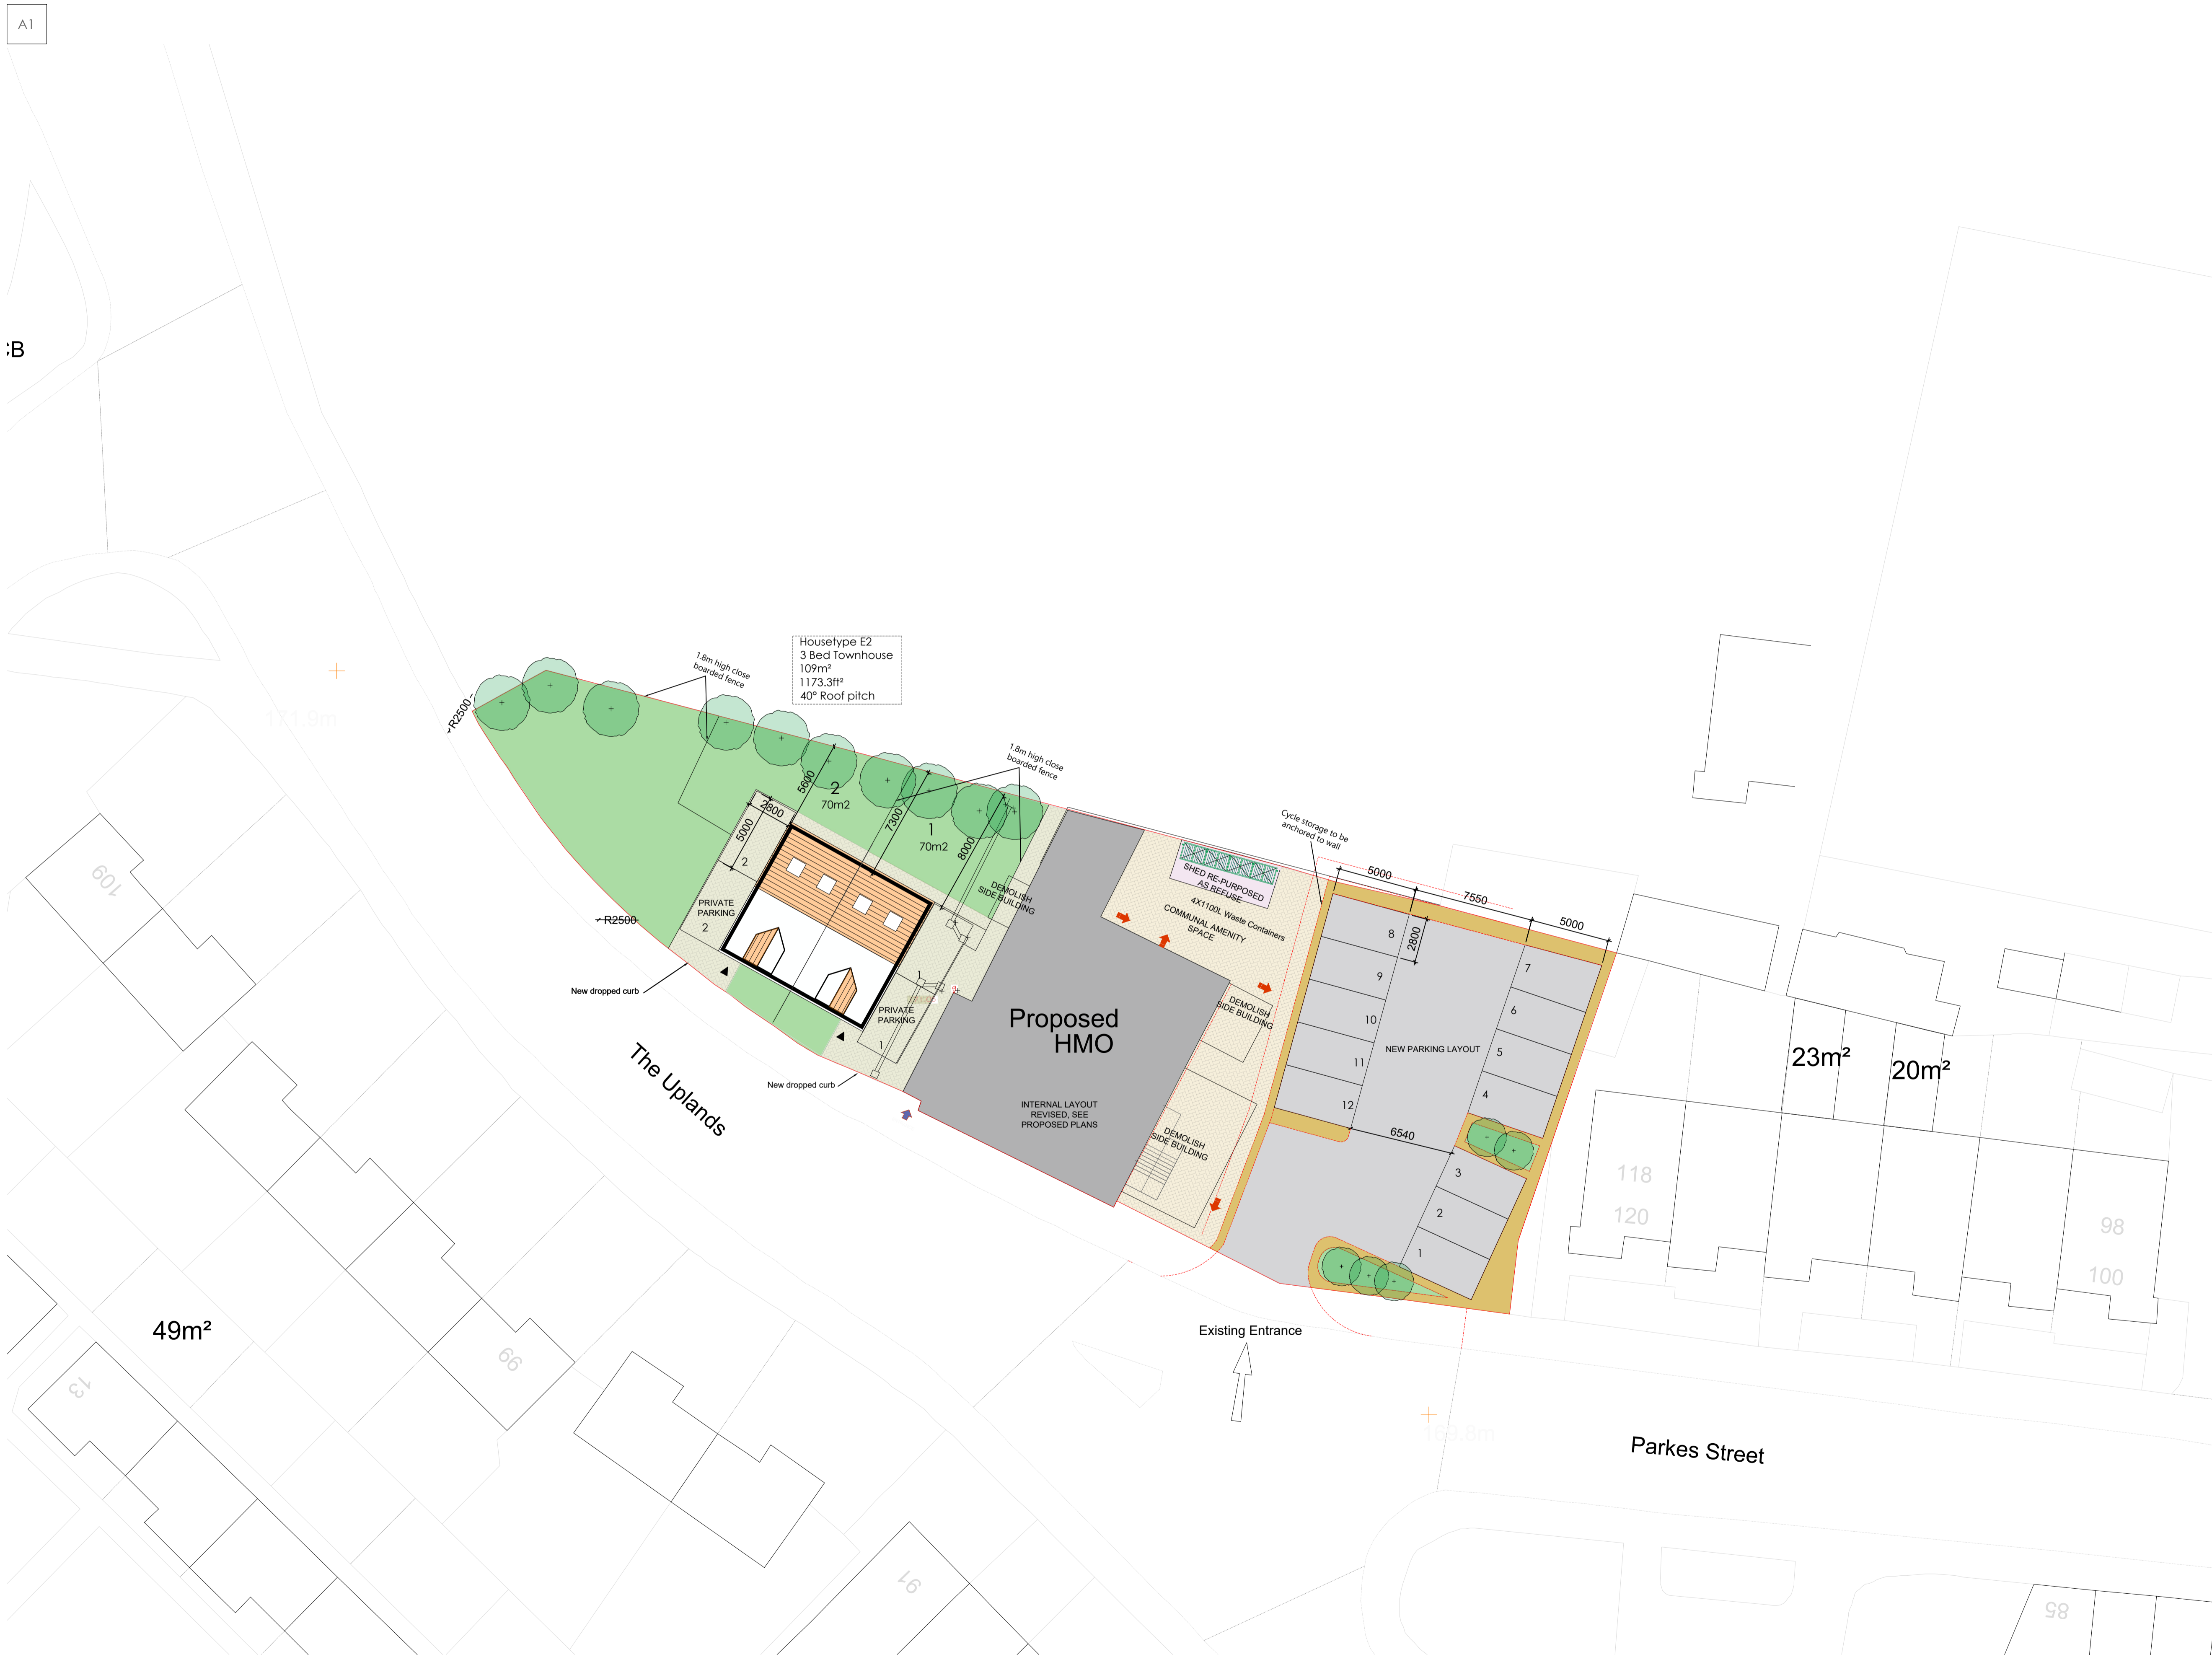 A1
:B
171.9m
Housetype E2
3 Bed Townhouse
109m²
1173.3ft²
40° Roof pitch
1.8m high close
boarded fence
R2500
1.8m high close
boarded fence
5600
2
70m2
7300
1
70m2
8000
2800
5000
2
PRIVATE
PARKING
2
R2500
New dropped curb
DEMOLISH
SIDE BUILDING
1
PRIVATE
PARKING
1
New dropped curb
The Uplands
Proposed
HMO
INTERNAL LAYOUT
REVISED, SEE
PROPOSED PLANS
SHED RE-PURPOSED
AS REFUSE
4X1100L Waste Containers
COMMUNAL AMENITY
SPACE
Cycle storage to be
anchored to wall
DEMOLISH
SIDE BUILDING
DEMOLISH
SIDE BUILDING
5000
7550
5000
2800
8
9
10
11
12
NEW PARKING LAYOUT
7
6
5
4
6540
3
2
1
Existing Entrance
Parkes Street
23m²
20m²
118
120
98
100
109
49m²
99
13
91
85